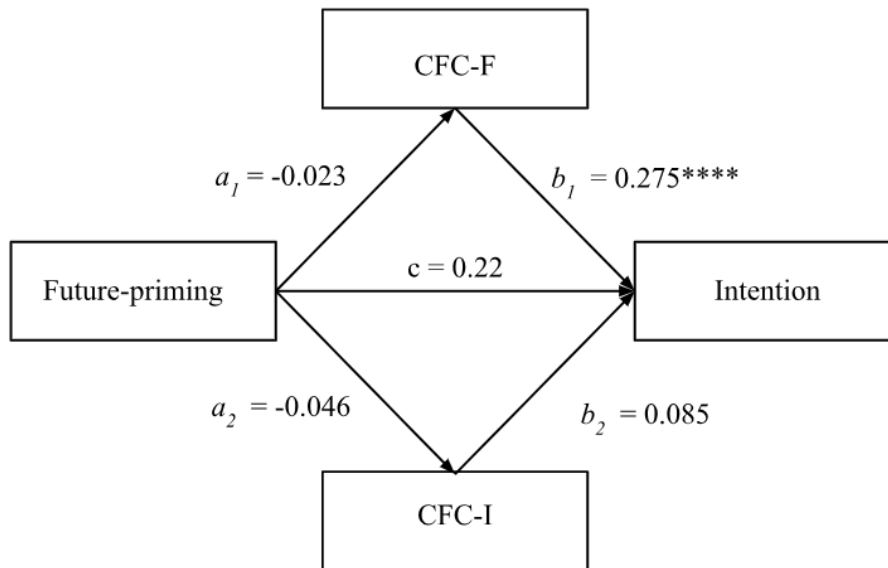 CFC-F
a1 = -0.023
b1 = 0.275****
Future-priming
c = 0.22
Intention
a2 = -0.046
b2 = 0.085
CFC-I